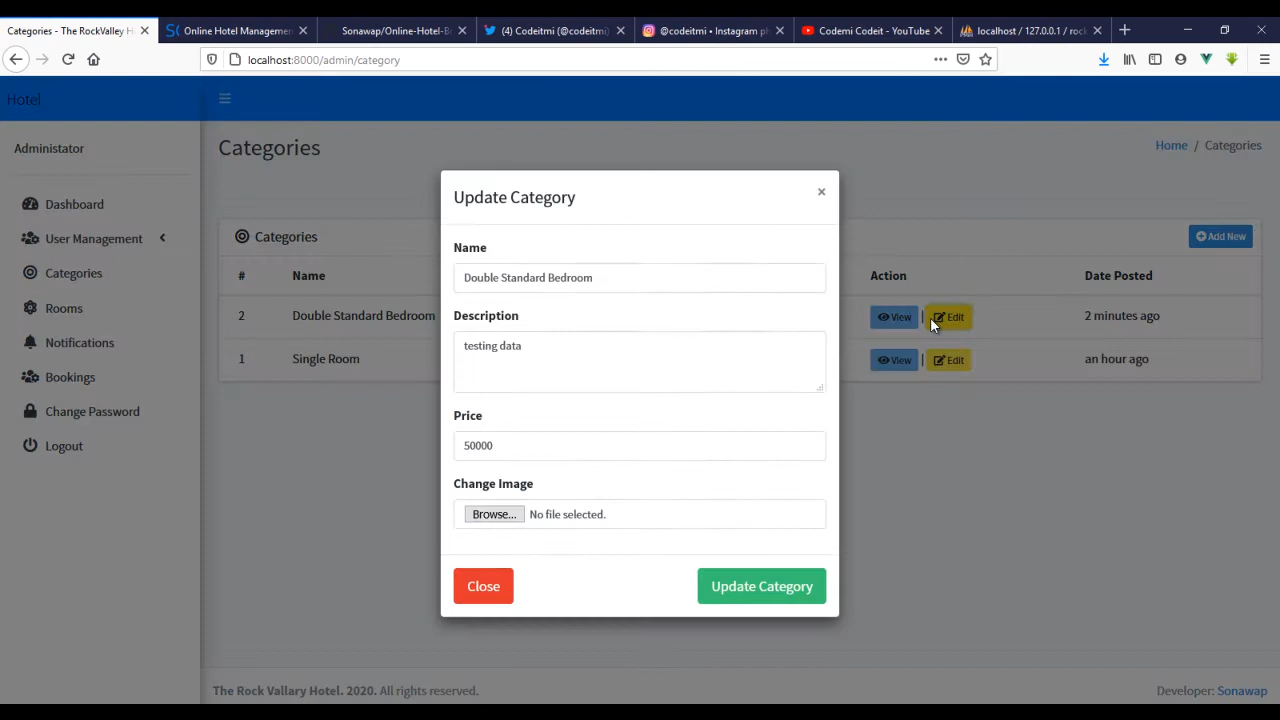 Categories - The RockValley H
Online Hotel Managemen
Sonawap/Online-Hotel-B
(4) Codeitmi (@codeitmi)
@codeitmi • Instagram ph
Codemi Codeit - YouTube
localhost / 127.0.0.1 / rock
localhost:8000/admin/category
Hotel
Administator
Dashboard
User Management
Categories
Rooms
Notifications
Bookings
Change Password
Logout
Categories
Home / Categories
Categories
Add New
# Name Action Date Posted
2 Double Standard Bedroom View | Edit 2 minutes ago
1 Single Room View | Edit an hour ago
Update Category
×
Name
Double Standard Bedroom
Description
testing data
Price
50000
Change Image
Browse... No file selected.
Close
Update Category
The Rock Vallary Hotel. 2020. All rights reserved.
Developer: Sonawap